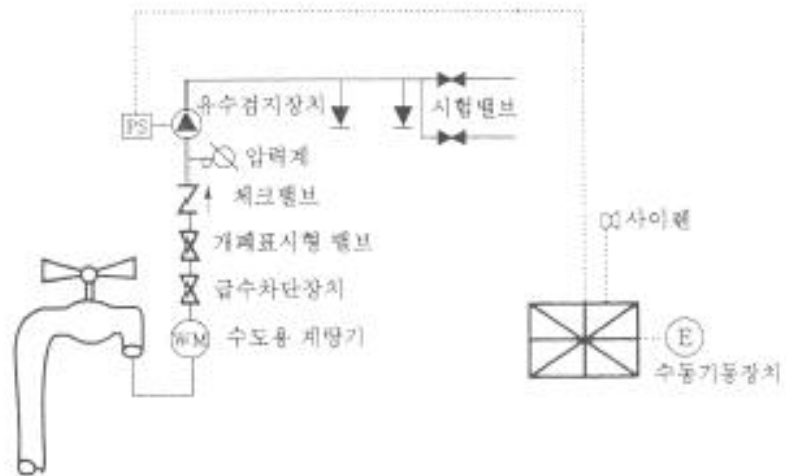 유수검지장치
시험밸브
PS
압력계
체크밸브
사이렌
개폐표시형 밸브
급수차단장치
WM 수도용 계량기
E
수동기동장치